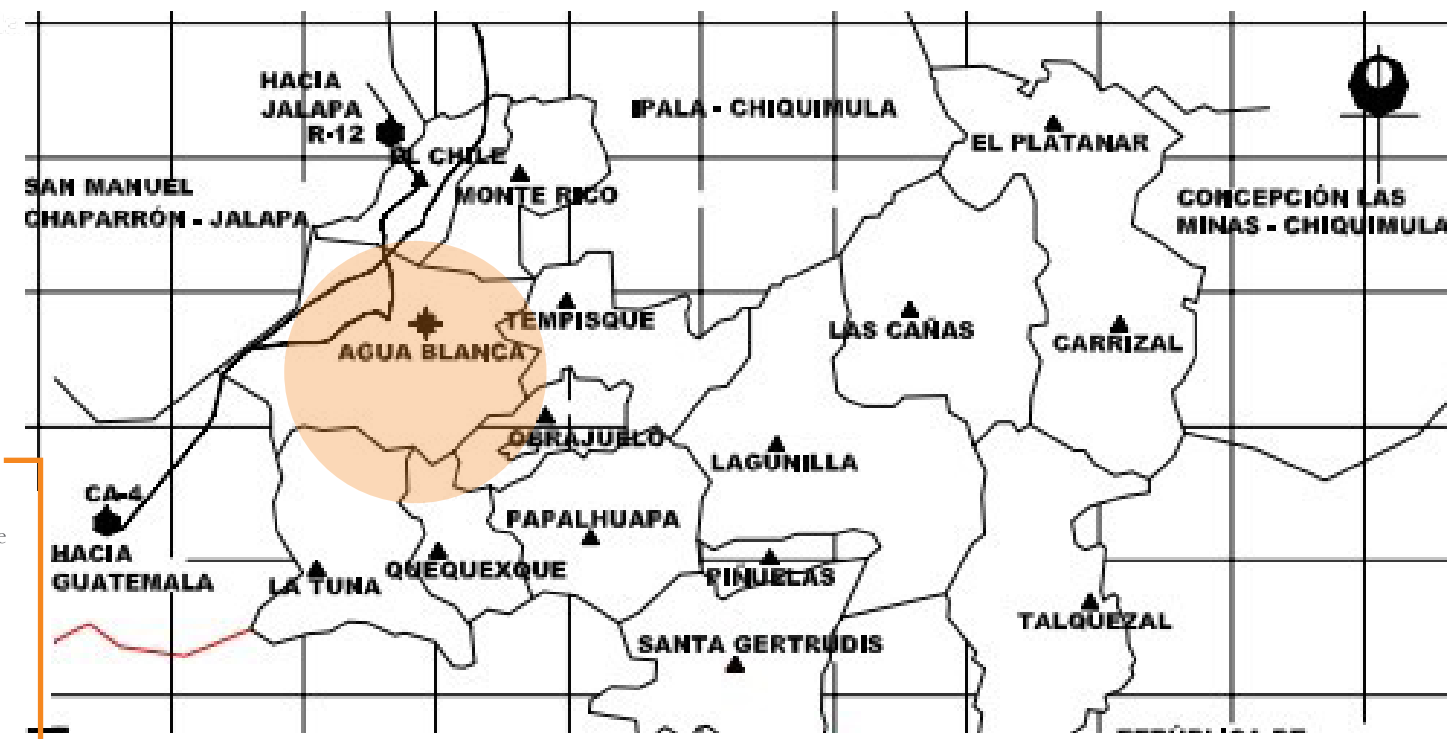 HACIA
JALAPA
R-12
IPALA - CHIQUIMULA
EL PLATANAR
EL CHILE
MONTE RICO
SAN MANUEL
CHAPARRÓN - JALAPA
CONCEPCIÓN LAS
MINAS - CHIQUIMULA
TEMPISQUE
LAS CAÑAS
CARRIZAL
AGUA BLANCA
OBRAJUELO
LAGUNILLA
CA-4
PAPALHUAPA
HACIA
GUATEMALA
LA TUNA
QUEQUEXQUE
PIÑUELAS
TALQUEZAL
SANTA GERTRUDIS